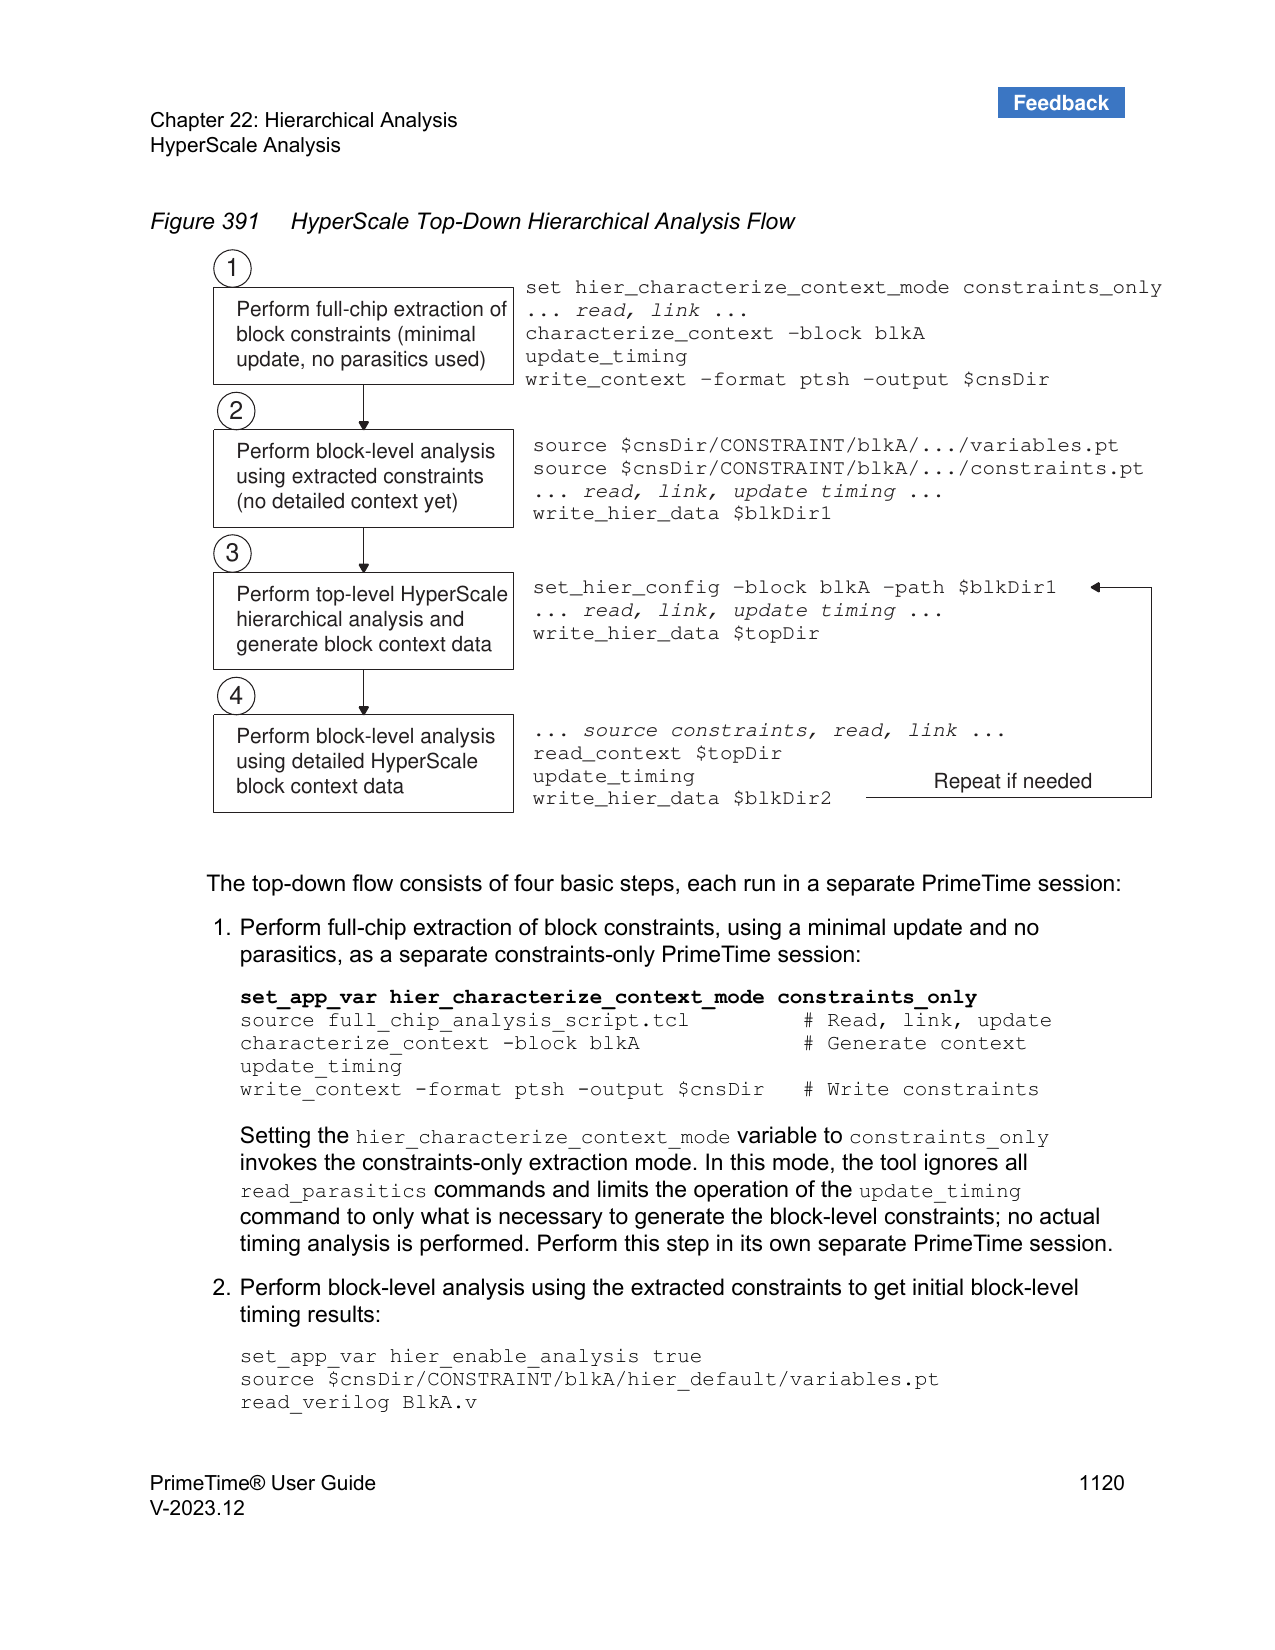 Feedback
Chapter 22: Hierarchical Analysis
HyperScale Analysis
Figure 391 HyperScale Top-Down Hierarchical Analysis Flow
1
Perform full-chip extraction of
block constraints (minimal
update, no parasitics used)
set hier_characterize_context_mode constraints_only
... read, link ...
characterize_context −block blkA
update_timing
write_context −format ptsh −output $cnsDir
2
Perform block-level analysis
using extracted constraints
(no detailed context yet)
source $cnsDir/CONSTRAINT/blkA/.../variables.pt
source $cnsDir/CONSTRAINT/blkA/.../constraints.pt
... read, link, update timing ...
write_hier_data $blkDir1
3
Perform top-level HyperScale
hierarchical analysis and
generate block context data
set_hier_config −block blkA −path $blkDir1
... read, link, update timing ...
write_hier_data $topDir
4
Perform block-level analysis
using detailed HyperScale
block context data
... source constraints, read, link ...
read_context $topDir
update_timing
write_hier_data $blkDir2
Repeat if needed
The top-down flow consists of four basic steps, each run in a separate PrimeTime session:
1. Perform full-chip extraction of block constraints, using a minimal update and no
parasitics, as a separate constraints-only PrimeTime session:
set_app_var hier_characterize_context_mode constraints_only
source full_chip_analysis_script.tcl # Read, link, update
characterize_context -block blkA # Generate context
update_timing
write_context -format ptsh -output $cnsDir # Write constraints
Setting the hier_characterize_context_mode variable to constraints_only
invokes the constraints-only extraction mode. In this mode, the tool ignores all
read_parasitics commands and limits the operation of the update_timing
command to only what is necessary to generate the block-level constraints; no actual
timing analysis is performed. Perform this step in its own separate PrimeTime session.
2. Perform block-level analysis using the extracted constraints to get initial block-level
timing results:
set_app_var hier_enable_analysis true
source $cnsDir/CONSTRAINT/blkA/hier_default/variables.pt
read_verilog BlkA.v
PrimeTime® User Guide 1120
V-2023.12